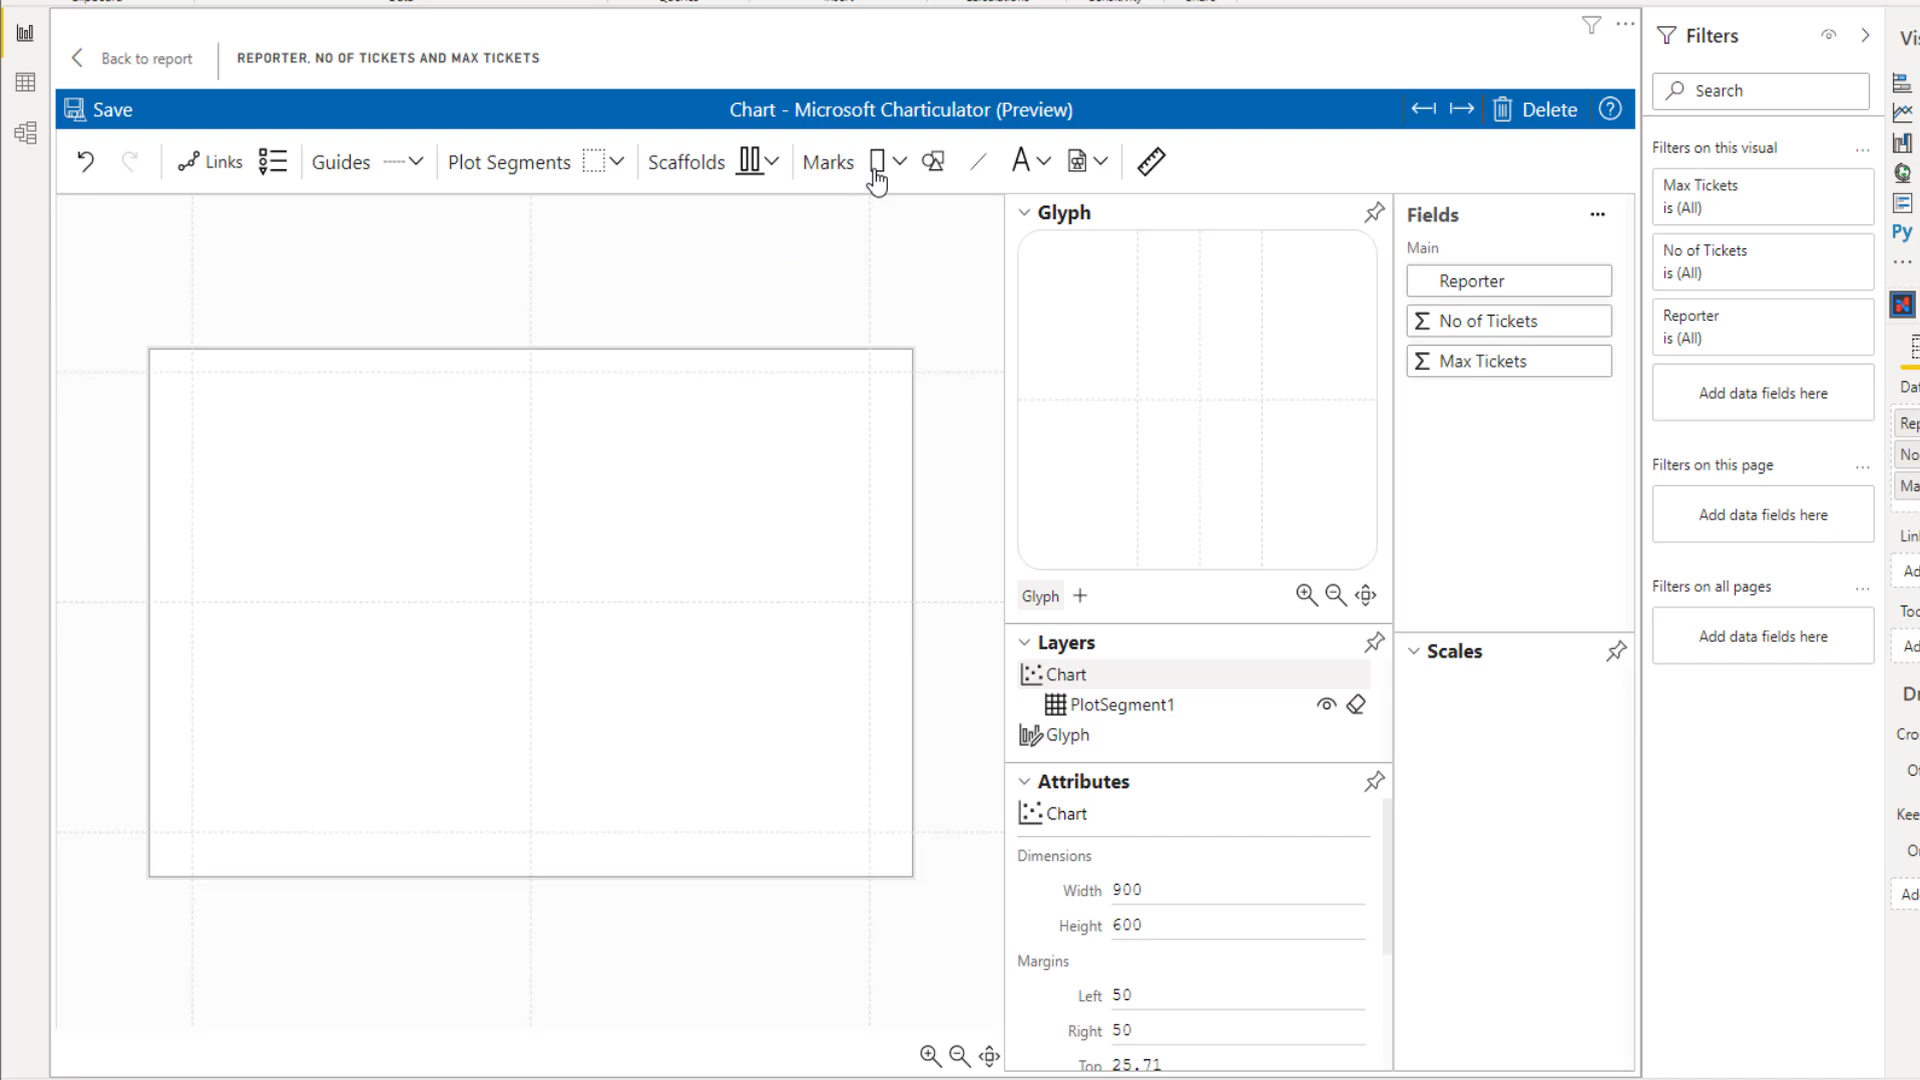 Back to report
REPORTER, NO OF TICKETS AND MAX TICKETS
Save
Chart - Microsoft Charticulator (Preview)
Delete
Links
Guides
Plot Segments
Scaffolds
Marks
Glyph
Glyph
Layers
Chart
PlotSegment1
Glyph
Attributes
Chart
Dimensions
Width 900
Height 600
Margins
Left 50
Right 50
Top 25.71
Fields
Main
Reporter
Σ No of Tickets
Σ Max Tickets
Scales
Filters
Search
Filters on this visual
Max Tickets
is (All)
No of Tickets
is (All)
Reporter
is (All)
Add data fields here
Filters on this page
Add data fields here
Filters on all pages
Add data fields here
Py